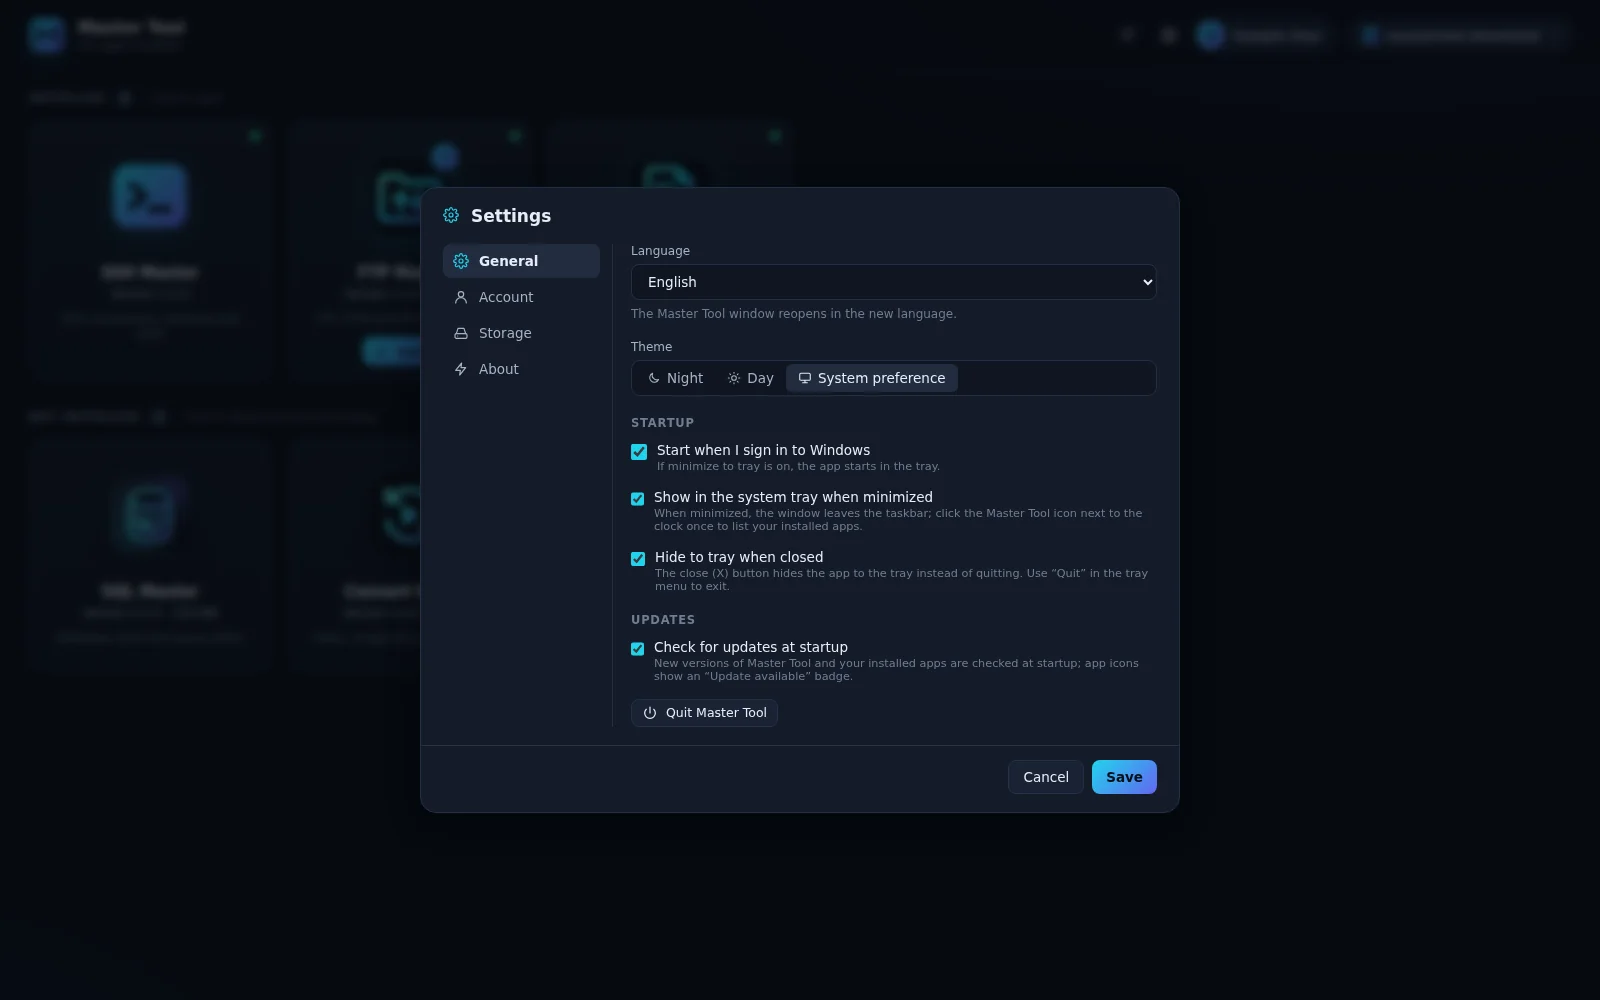 Master Tool
Settings
General
Account
Storage
About
Language
English
The Master Tool window reopens in the new language.
Theme
Night
Day
System preference
STARTUP
Start when I sign in to Windows
If minimize to tray is on, the app starts in the tray.
Show in the system tray when minimized
When minimized, the window leaves the taskbar; click the Master Tool icon next to the
clock once to list your installed apps.
Hide to tray when closed
The close (X) button hides the app to the tray instead of quitting. Use “Quit” in the tray
menu to exit.
UPDATES
Check for updates at startup
New versions of Master Tool and your installed apps are checked at startup; app icons
show an “Update available” badge.
Quit Master Tool
Cancel
Save
SSH Master
SQL Master